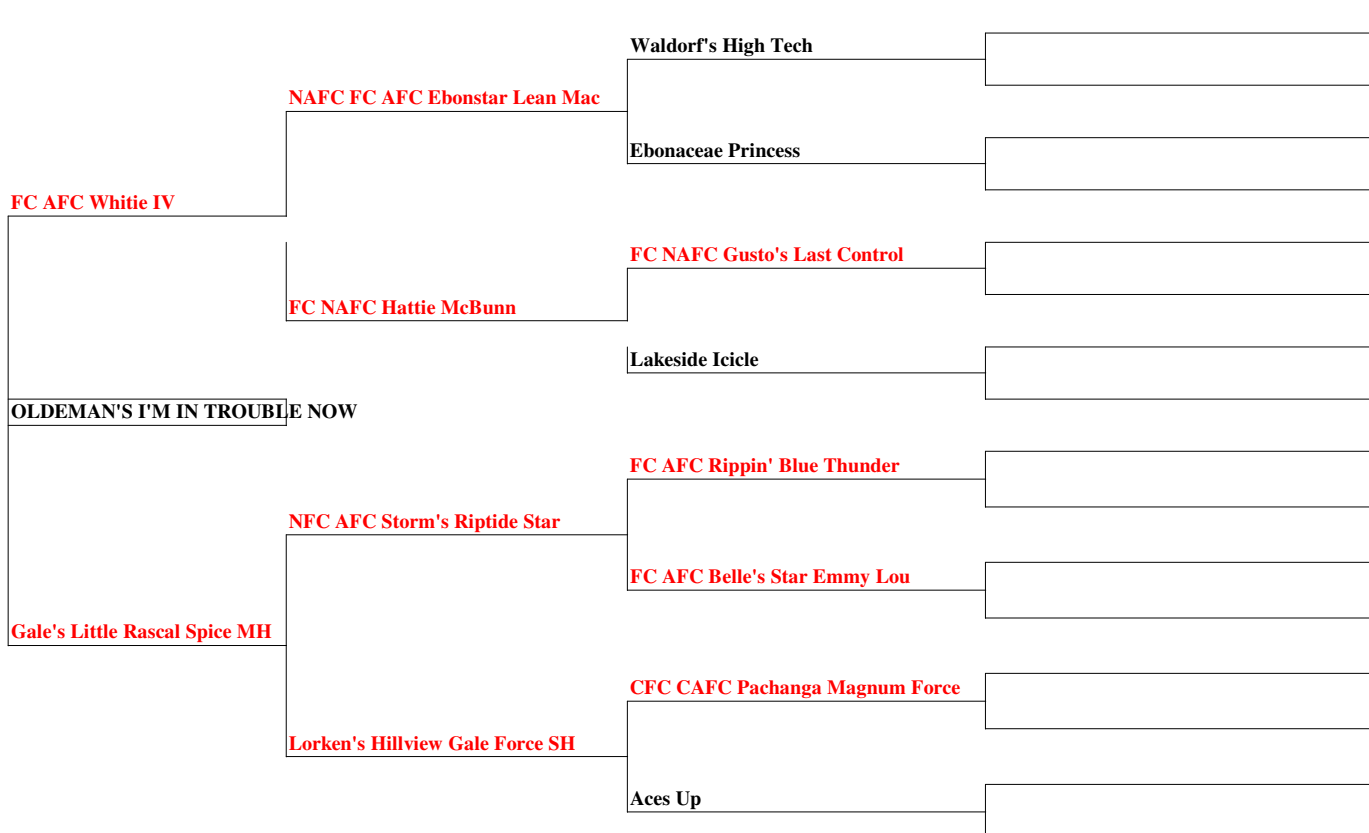 Waldorf's High Tech
NAFC FC AFC Ebonstar Lean Mac
Ebonaceae Princess
FC AFC Whitie IV
FC NAFC Gusto's Last Control
FC NAFC Hattie McBunn
Lakeside Icicle
OLDEMAN'S I'M IN TROUBLE NOW
FC AFC Rippin' Blue Thunder
NFC AFC Storm's Riptide Star
FC AFC Belle's Star Emmy Lou
Gale's Little Rascal Spice MH
CFC CAFC Pachanga Magnum Force
Lorken's Hillview Gale Force SH
Aces Up